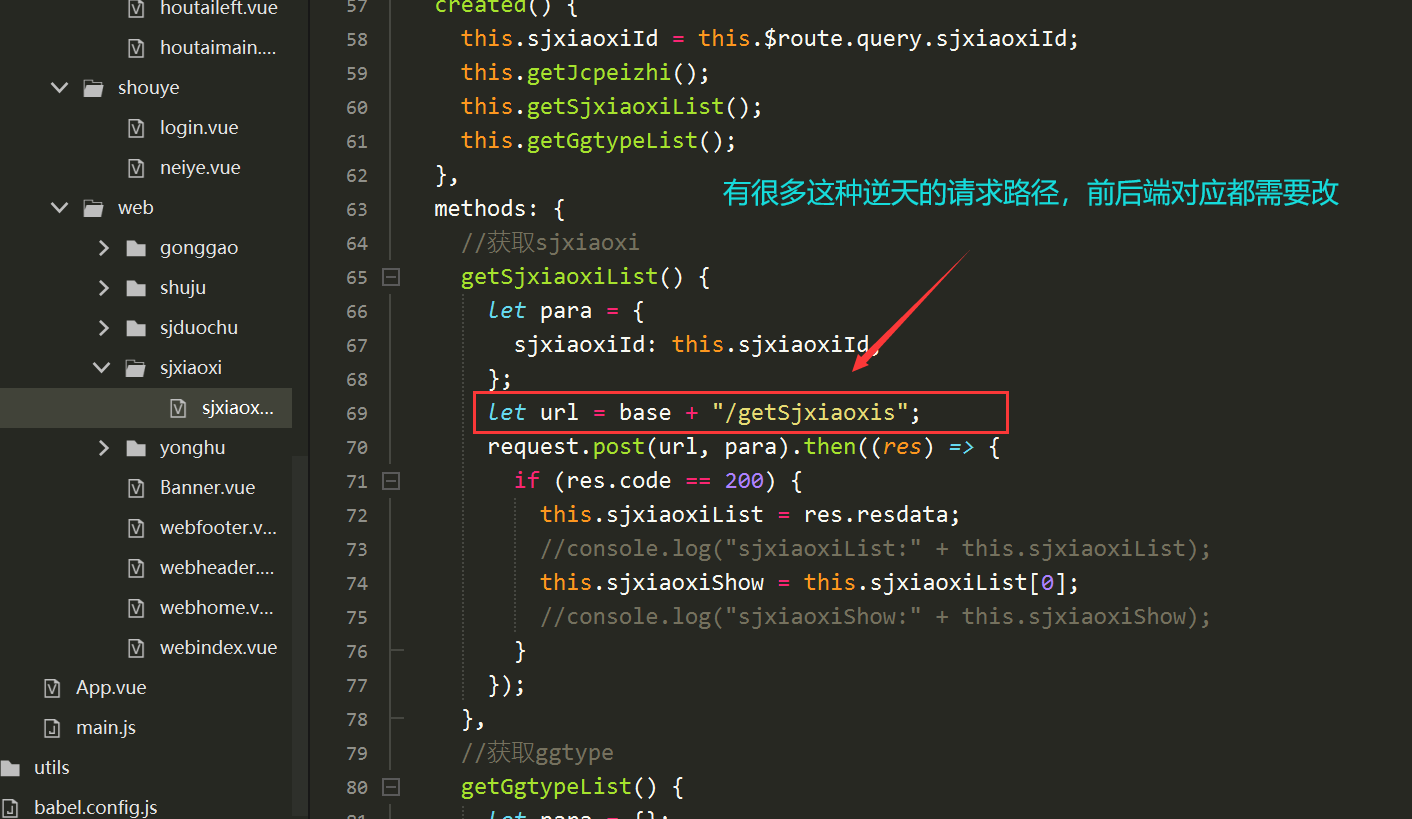 houtaileft.vue
houtaimain....
shouye
login.vue
neiye.vue
web
gonggao
shuju
sjduochu
sjxiaoxi
sjxiaox...
yonghu
Banner.vue
webfooter.v...
webheader....
webhome.v...
webindex.vue
App.vue
main.js
utils
babel.config.js
57 created() {
58 this.sjxiaoxiId = this.$route.query.sjxiaoxiId;
59 this.getJcpeizhi();
60 this.getSjxiaoxiList();
61 this.getGgtypeList();
62 },
有很多这种逆天的请求路径，前后端对应都需要改
63 methods: {
64 //获取sjxiaoxi
65 getSjxiaoxiList() {
66 let para = {
67 sjxiaoxiId: this.sjxiaoxiId,
68 };
69 let url = base + "/getSjxiaoxis";
70 request.post(url, para).then((res) => {
71 if (res.code == 200) {
72 this.sjxiaoxiList = res.resdata;
73 //console.log("sjxiaoxiList:" + this.sjxiaoxiList);
74 this.sjxiaoxiShow = this.sjxiaoxiList[0];
75 //console.log("sjxiaoxiShow:" + this.sjxiaoxiShow);
76 }
77 });
78 },
79 //获取ggtype
80 getGgtypeList() {
81 let para = {};